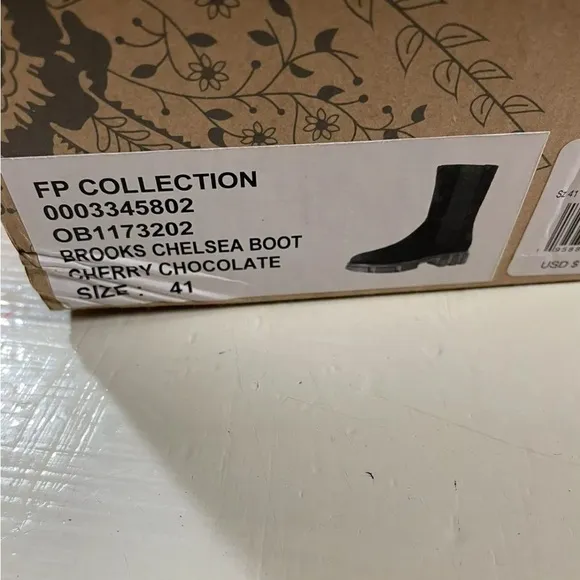 FP COLLECTION
0003345802
OB1173202
BROOKS CHELSEA BOOT
CHERRY CHOCOLATE
SIZE : 41
USD $